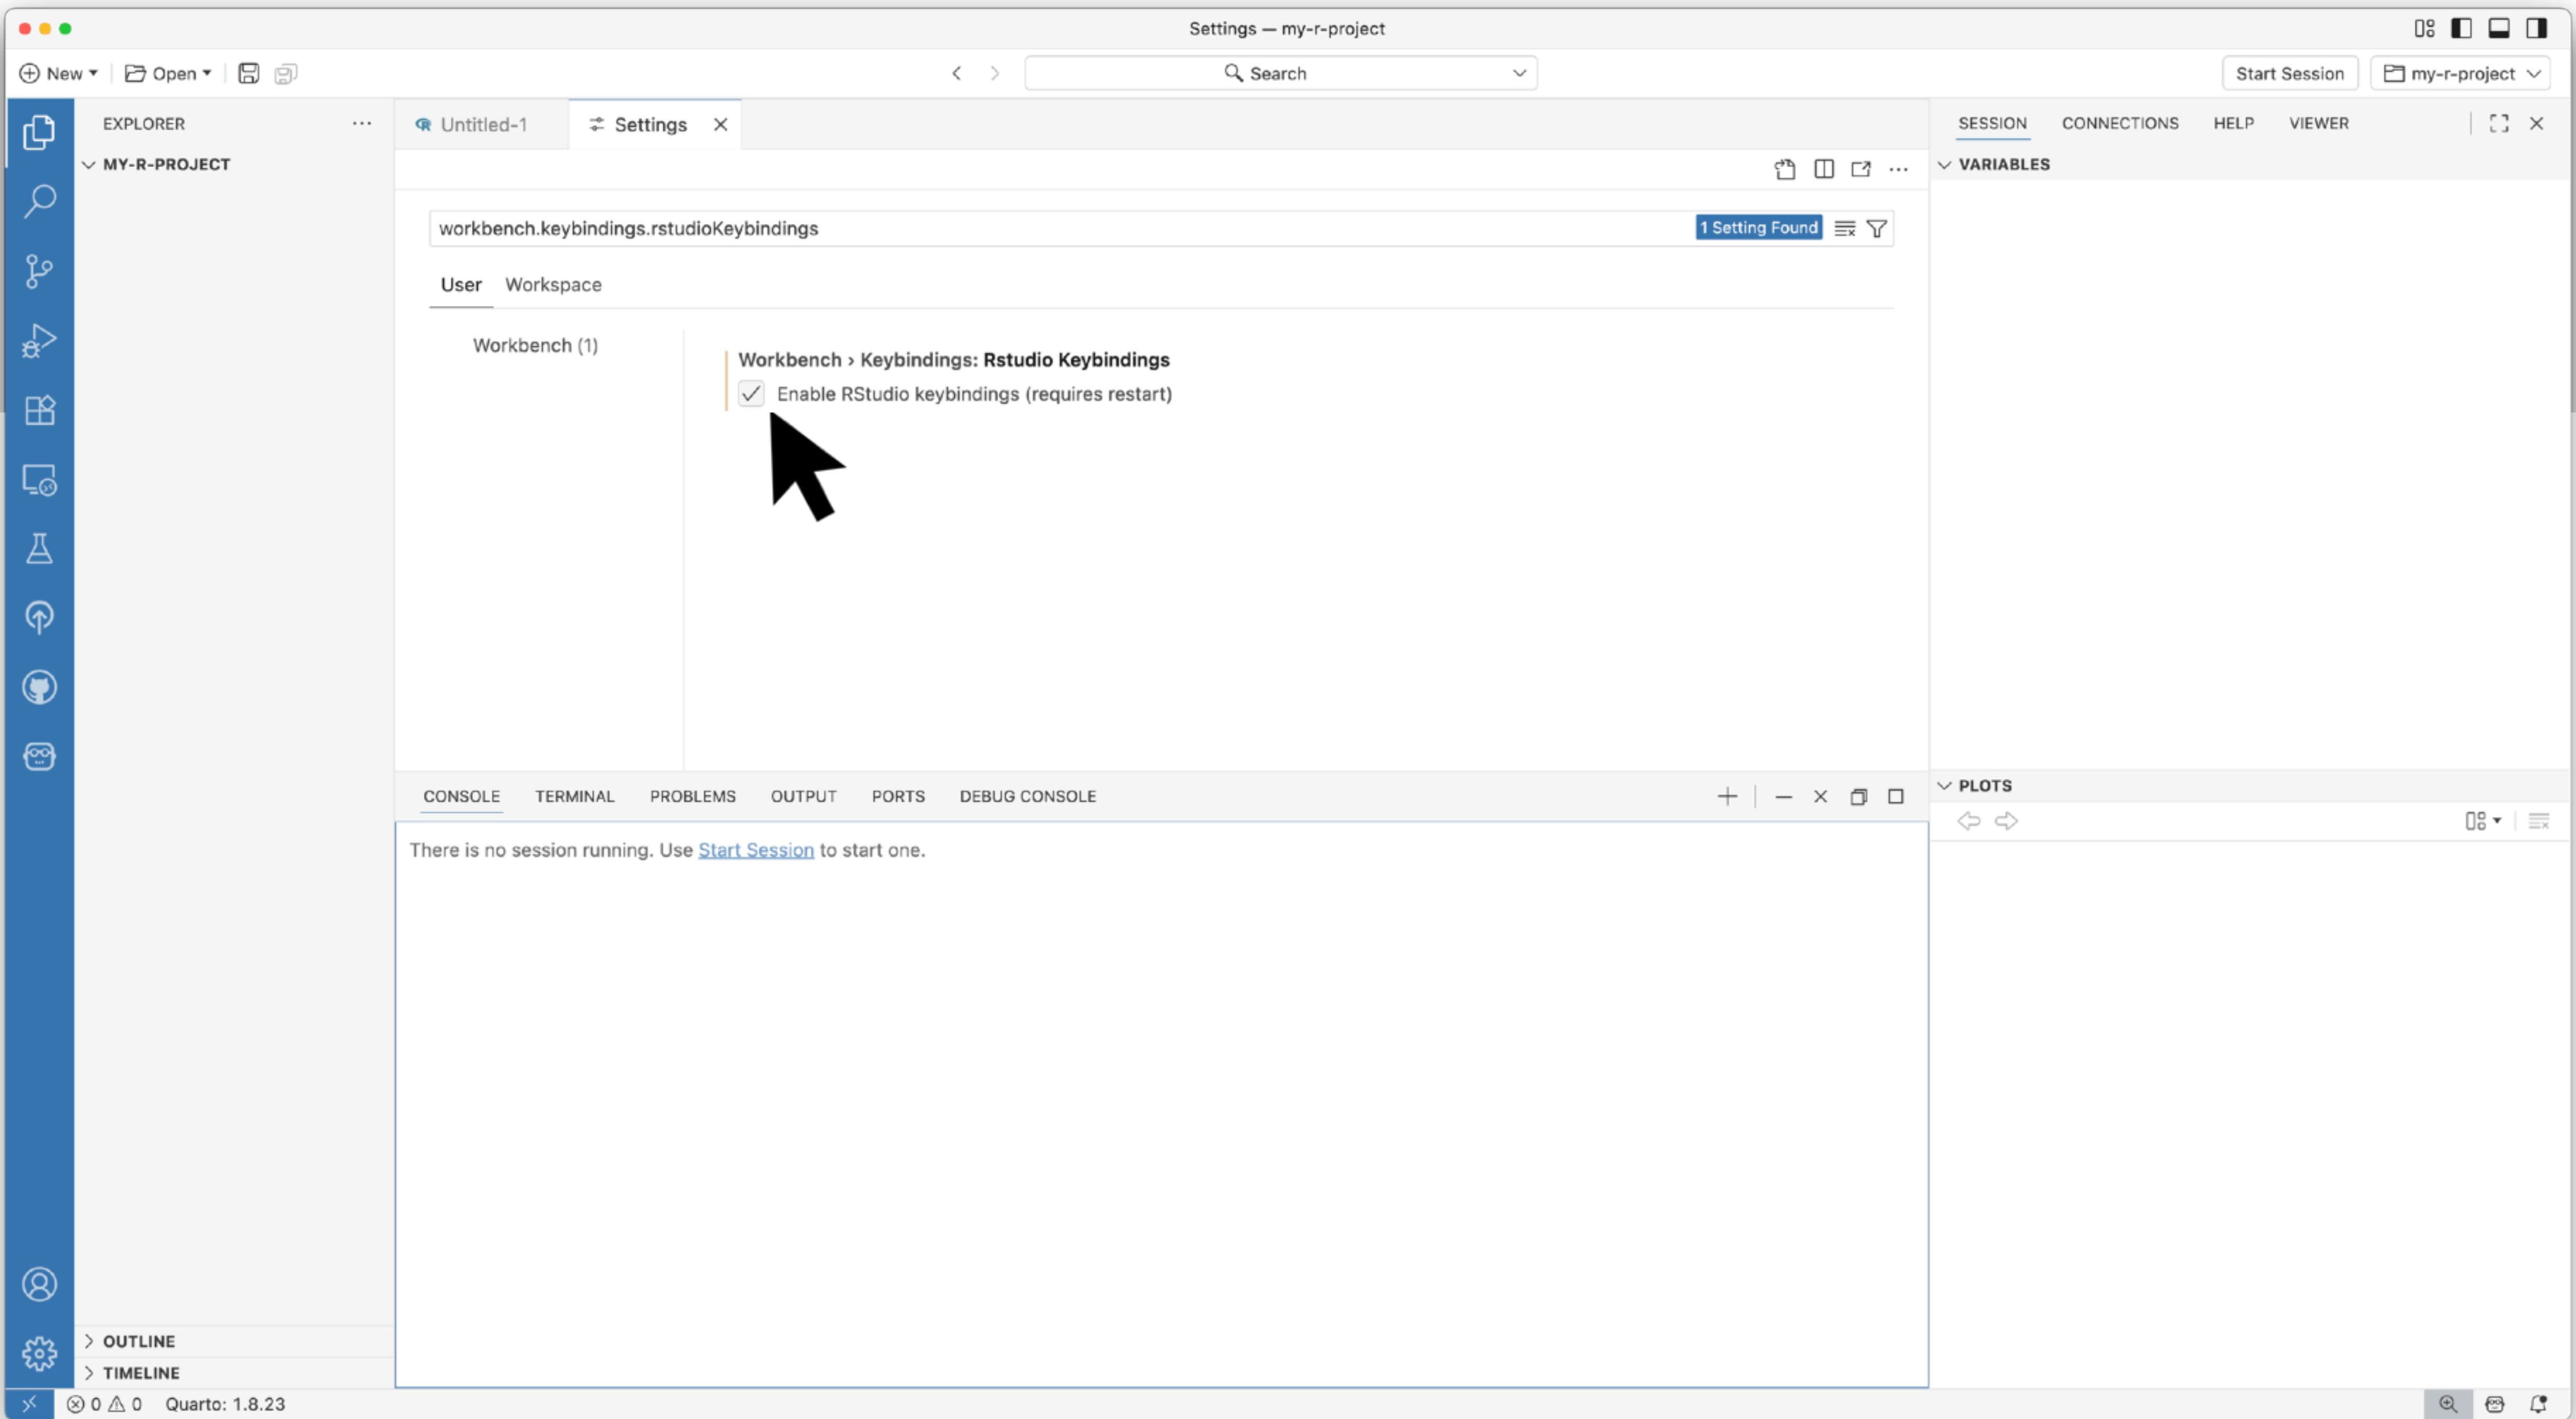 Settings — my-r-project
New Open Search Start Session my-r-project
EXPLORER
MY-R-PROJECT
Untitled-1 Settings
workbench.keybindings.rstudioKeybindings 1 Setting Found
User Workspace
Workbench (1)
Workbench › Keybindings: Rstudio Keybindings
Enable RStudio keybindings (requires restart)
SESSION CONNECTIONS HELP VIEWER
VARIABLES
CONSOLE TERMINAL PROBLEMS OUTPUT PORTS DEBUG CONSOLE
There is no session running. Use Start Session to start one.
PLOTS
OUTLINE
TIMELINE
0 0 Quarto: 1.8.23